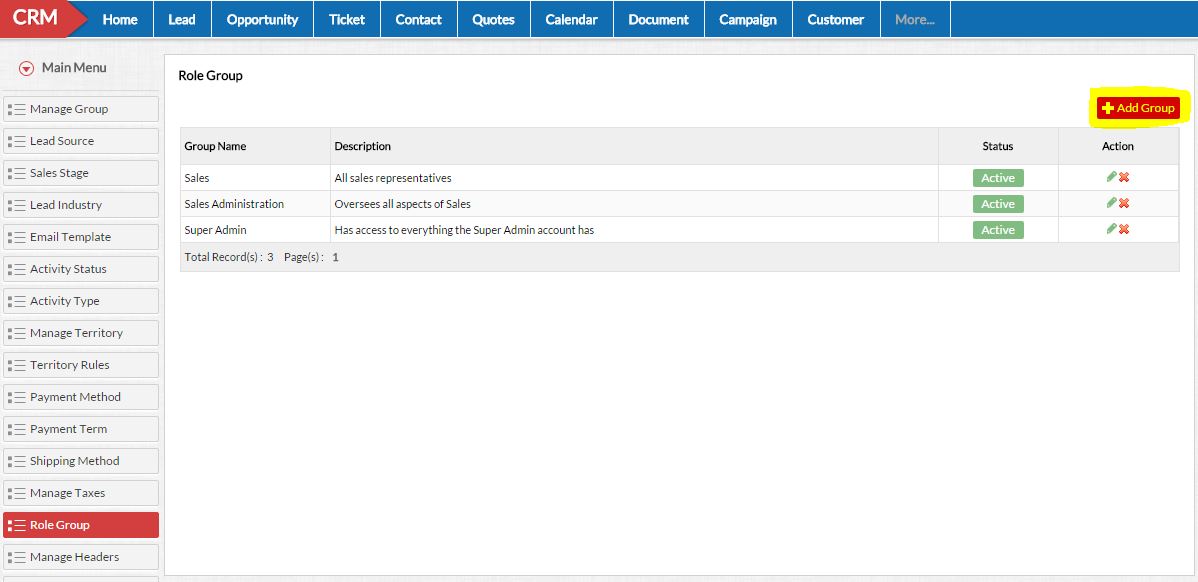 CRM Home Lead Opportunity Ticket Contact Quotes Calendar Document Campaign Customer More...
Main Menu
Manage Group
Lead Source
Sales Stage
Lead Industry
Email Template
Activity Status
Activity Type
Manage Territory
Territory Rules
Payment Method
Payment Term
Shipping Method
Manage Taxes
Role Group
Manage Headers
Role Group
Add Group
Group Name Description Status Action
Sales All sales representatives Active
Sales Administration Oversees all aspects of Sales Active
Super Admin Has access to everything the Super Admin account has Active
Total Record(s) : 3 Page(s) : 1